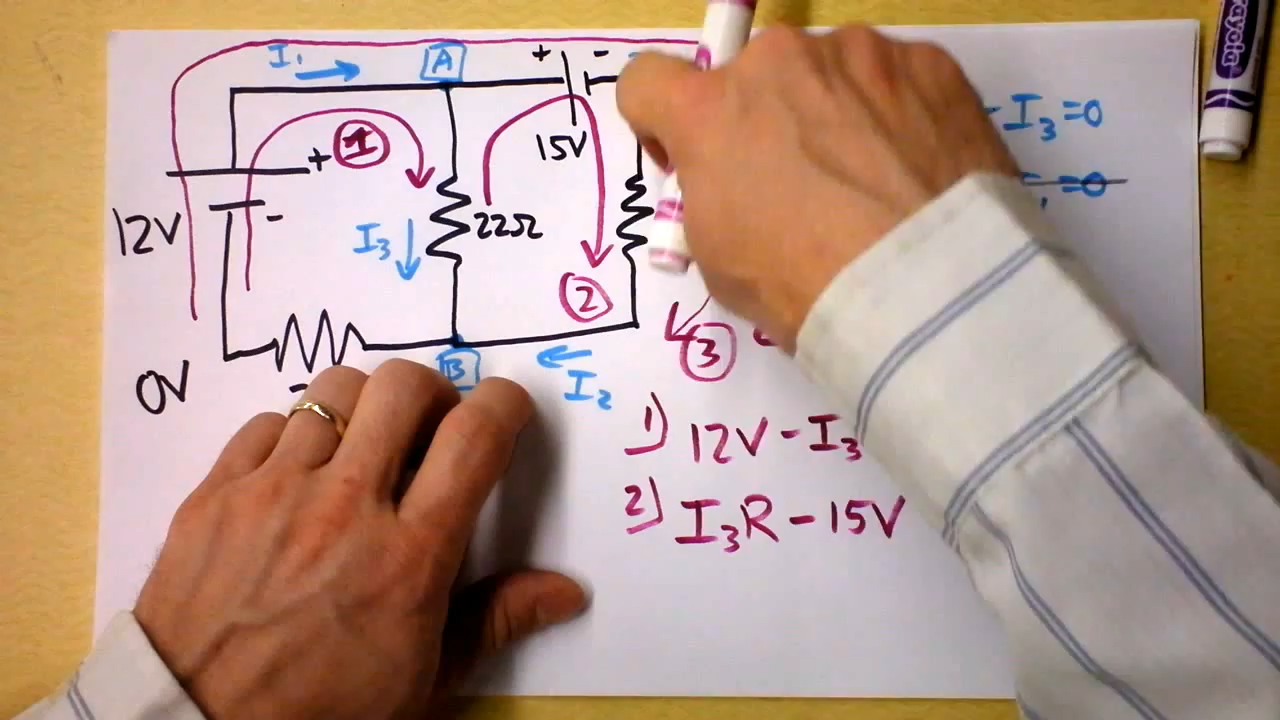 I₁ A + -
15V
+ 1
12V -
I₃ 22Ω
2
0V
B I₂
3
- I₃ =0
=0
1) 12V - I₃
2) I₃R - 15V
Crayola